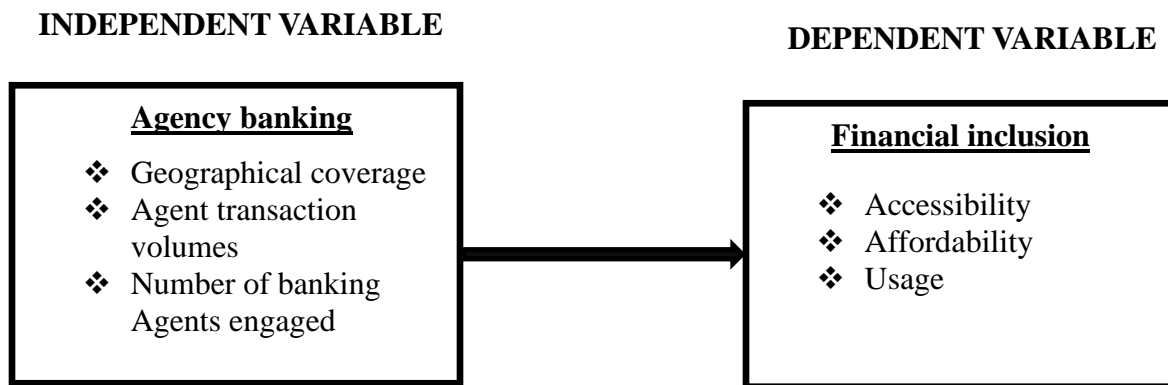 INDEPENDENT VARIABLE
Agency banking
❖ Geographical coverage
❖ Agent transaction
volumes
❖ Number of banking
Agents engaged
DEPENDENT VARIABLE
Financial inclusion
❖ Accessibility
❖ Affordability
❖ Usage